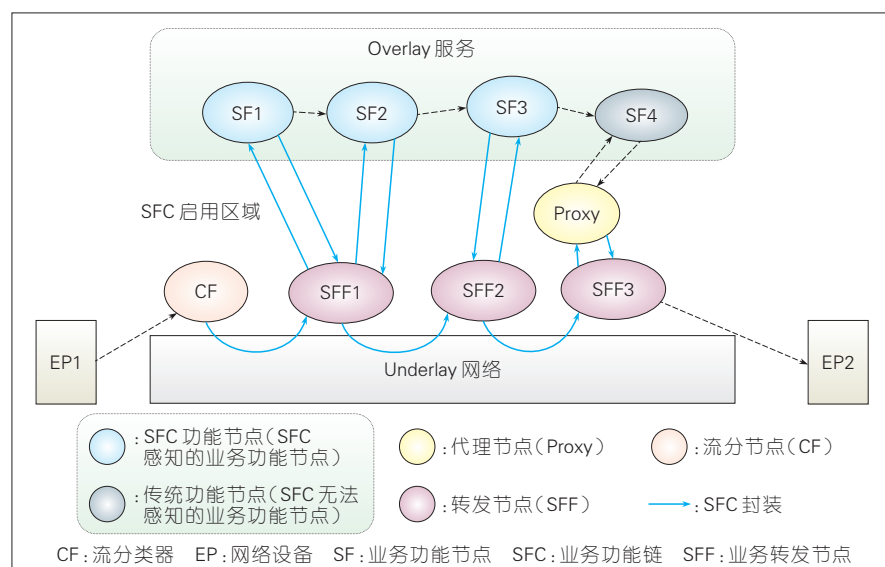 Overlay 服务
SF1
SF2
SF3
SF4
SFC 启用区域
Proxy
CF
SFF1
SFF2
SFF3
EP1
Underlay 网络
EP2
:SFC 功能节点(SFC
感知的业务功能节点)
:代理节点(Proxy)
:流分节点(CF)
:传统功能节点(SFC 无法
感知的业务功能节点)
:转发节点(SFF)
:SFC 封装
CF:流分类器 EP:网络设备 SF:业务功能节点 SFC:业务功能链 SFF:业务转发节点